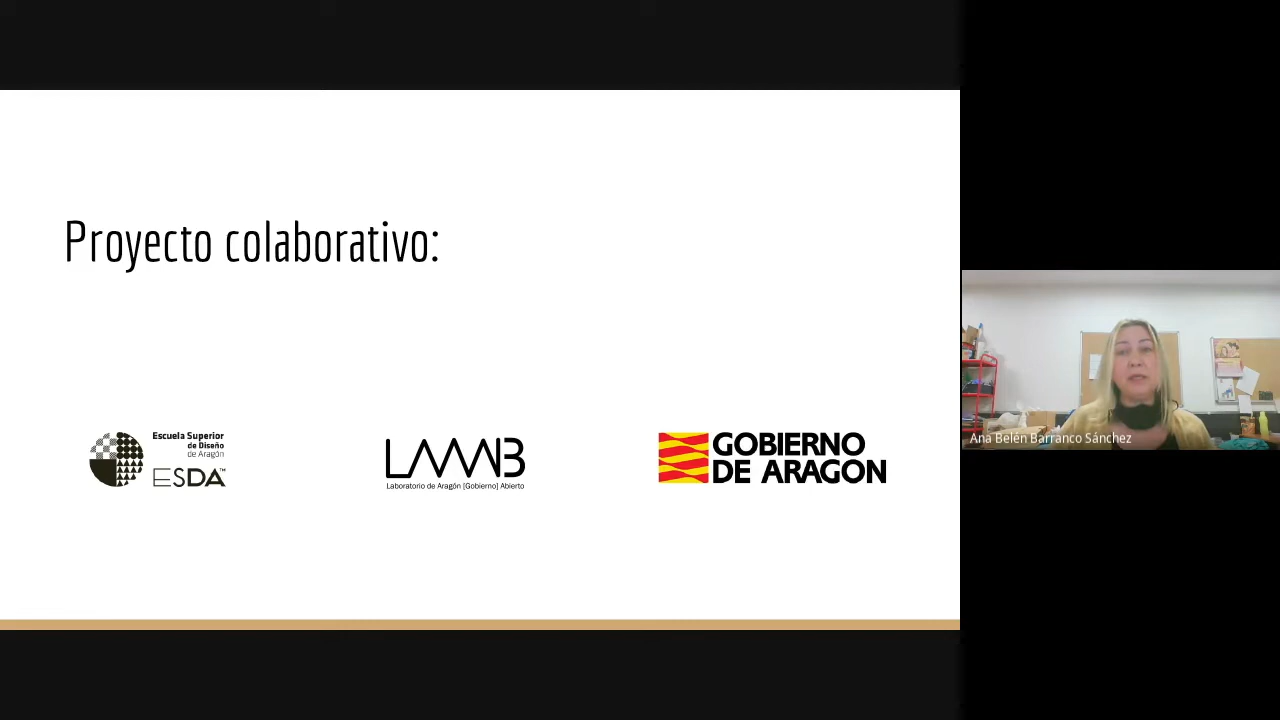 Proyecto colaborativo:
Escuela Superior
de Diseño
de Aragón
ESDA™
LAAAB
Laboratorio de Aragón [Gobierno] Abierto
GOBIERNO
DE ARAGON
Ana Belén Barranco Sánchez